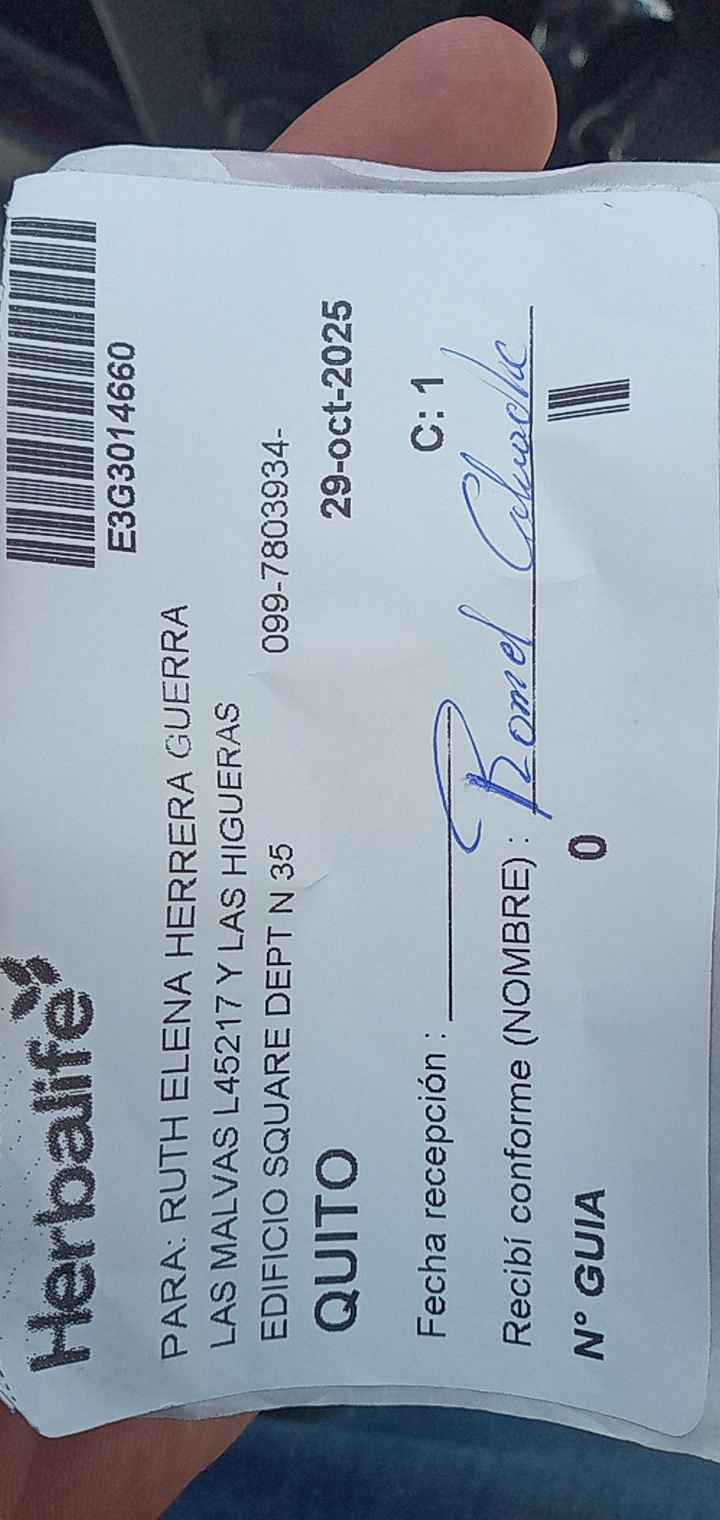 Herbalife
E3G3014660
PARA: RUTH ELENA HERRERA GUERRA
LAS MALVAS L45217 Y LAS HIGUERAS
EDIFICIO SQUARE DEPT N 35 099-7803934-
QUITO 29-oct-2025
Fecha recepción : C: 1
Recibí conforme (NOMBRE) : Romel
N° GUIA 0